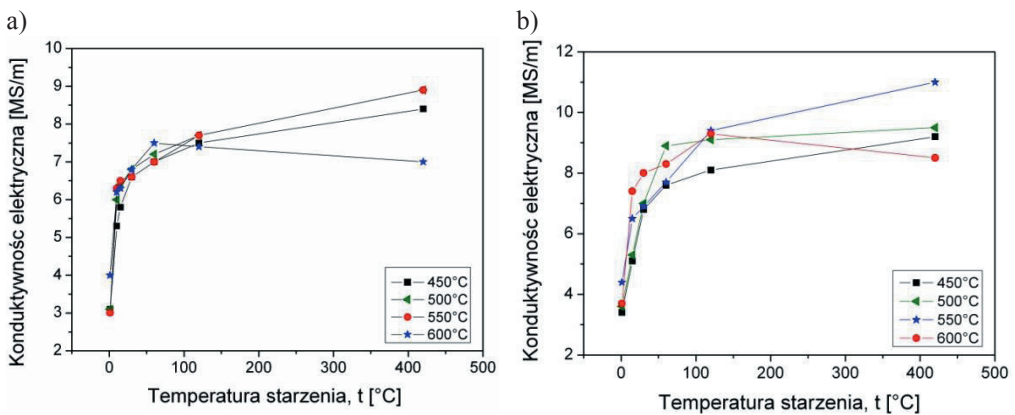 a)
Konduktywność elektryczna [MS/m]
10
9
8
7
6
5
4
3
2
0 100 200 300 400 500
450°C
500°C
550°C
600°C
Temperatura starzenia, t [°C]
b)
Konduktywność elektryczna [MS/m]
12
10
8
6
4
2
0 100 200 300 400 500
450°C
500°C
550°C
600°C
Temperatura starzenia, t [°C]